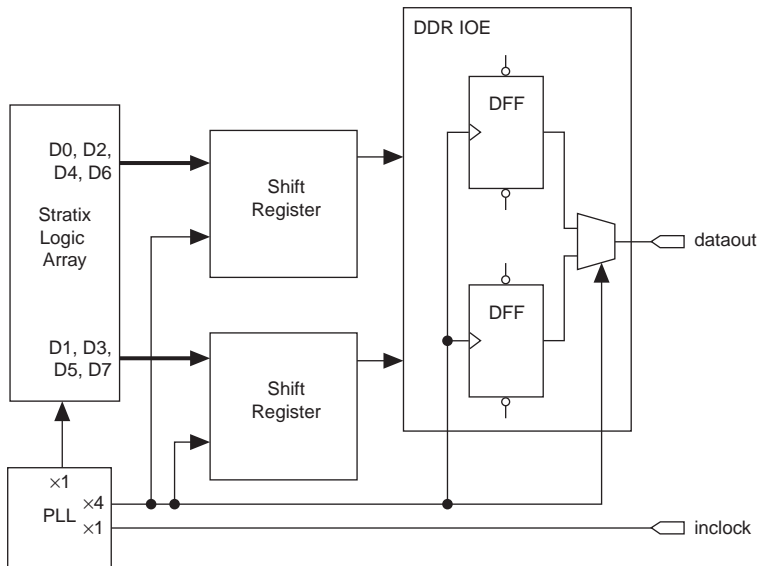 DDR IOE
DFF
D0, D2,
D4, D6
Stratix
Logic
Array
Shift
Register
dataout
DFF
D1, D3,
D5, D7
Shift
Register
×1
×4
PLL
×1
inclock